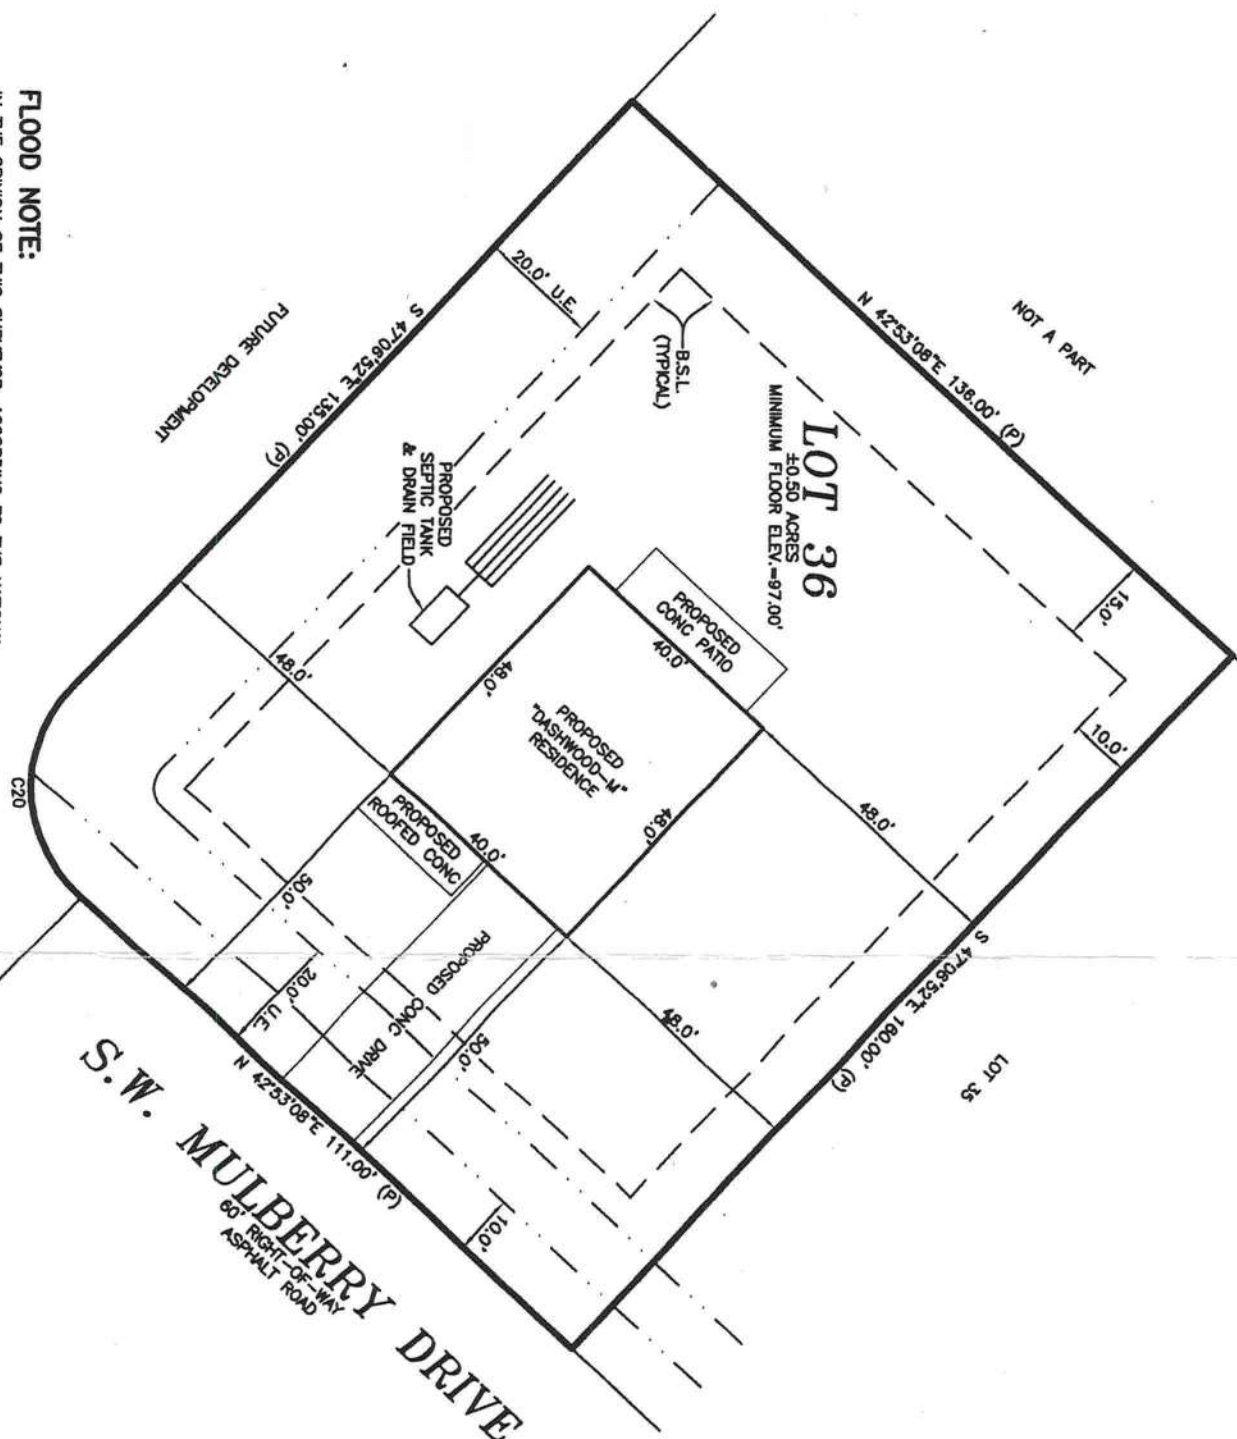 NOT A PART
N 42°53'08"E 136.00' (P)
15.0'
10.0'
LOT 36
±0.50 ACRES
MINIMUM FLOOR ELEV.=97.00'
B.S.L.
(TYPICAL)
20.0' U.E.
S 47°06'52"E 135.00' (P)
FUTURE DEVELOPMENT
PROPOSED
SEPTIC TANK
& DRAIN FIELD
PROPOSED
CONC PATIO
40.0'
48.0'
PROPOSED
"DASHWOOD-M"
RESIDENCE
48.0'
40.0'
48.0'
48.0'
48.0'
S 47°06'52"E 160.00' (P)
LOT 35
PROPOSED
ROOFED CONC
PROPOSED CONC DRIVE
50.0'
50.0'
20.0'
U.E.
10.0'
N 42°53'08"E 111.00' (P)
C20
S.W. MULBERRY DRIVE
60' RIGHT-OF-WAY
ASPHALT ROAD
FLOOD NOTE: